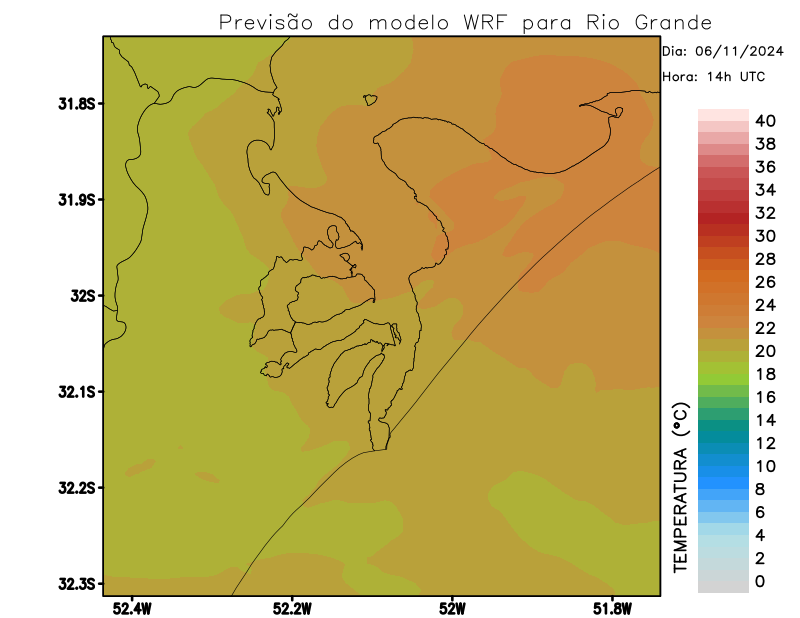 Previsão do modelo WRF para Rio Grande
Dia: 06/11/2024
Hora: 14h UTC
31.8S
31.9S
32S
32.1S
32.2S
32.3S
52.4W
52.2W
52W
51.8W
TEMPERATURA (°C)
40
38
36
34
32
30
28
26
24
22
20
18
16
14
12
10
8
6
4
2
0